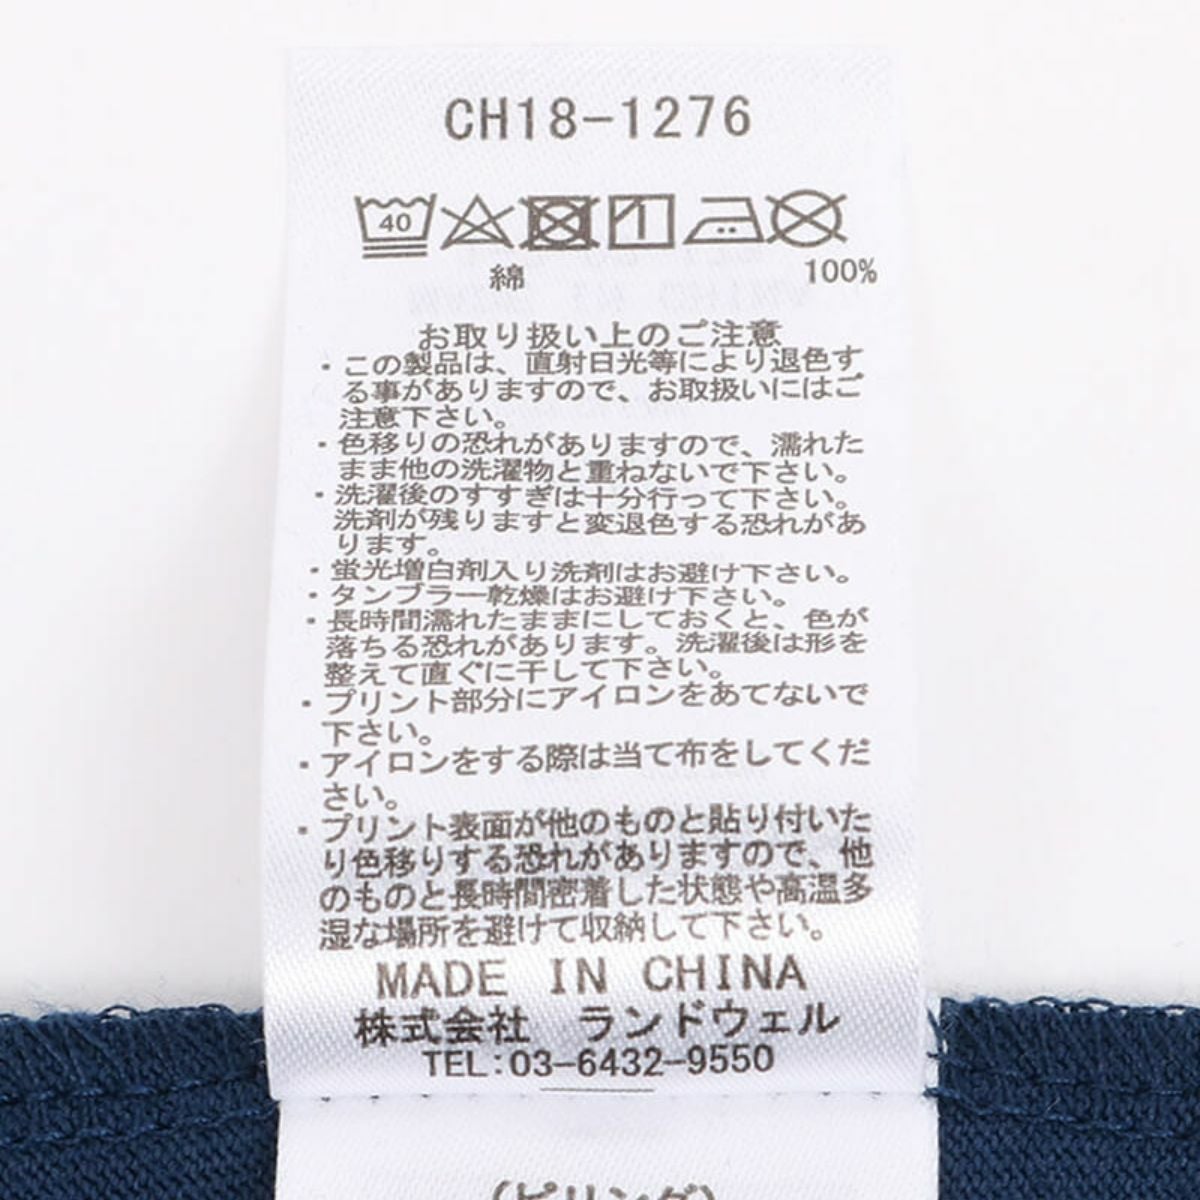 CH18-1276
40
綿 100%
お取り扱い上のご注意
・この製品は、直射日光等により退色す
る事がありますので、お取扱いにはご
注意下さい。
・色移りの恐れがありますので、濡れた
まま他の洗濯物と重ねないで下さい。
・洗濯後のすすぎは十分行って下さい。
洗剤が残りますと変退色する恐れがあ
ります。
・蛍光増白剤入り洗剤はお避け下さい。
・タンブラー乾燥はお避け下さい。
・長時間濡れたままにしておくと、色が
落ちる恐れがあります。洗濯後は形を
整えて直ぐに干して下さい。
・プリント部分にアイロンをあてないで
下さい。
・アイロンをする際は当て布をしてくだ
さい。
・プリント表面が他のものと貼り付いた
り色移りする恐れがありますので、他
のものと長時間密着した状態や高温多
湿な場所を避けて収納して下さい。
MADE IN CHINA
株式会社 ランドウェル
TEL:03-6432-9550
(ピリング)